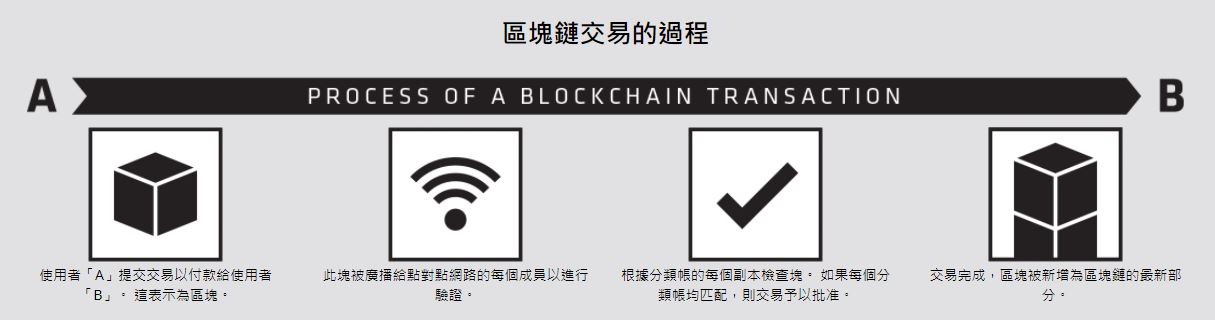 區塊鏈交易的過程
A PROCESS OF A BLOCKCHAIN TRANSACTION B
使用者「A」提交交易以付款給使用者
「B」。 這表示為區塊。
此塊被廣播給點對點網路的每個成員以進行
驗證。
根據分類帳的每個副本檢查塊。 如果每個分
類帳均匹配，則交易予以批准。
交易完成，區塊被新增為區塊鏈的最新部
分。